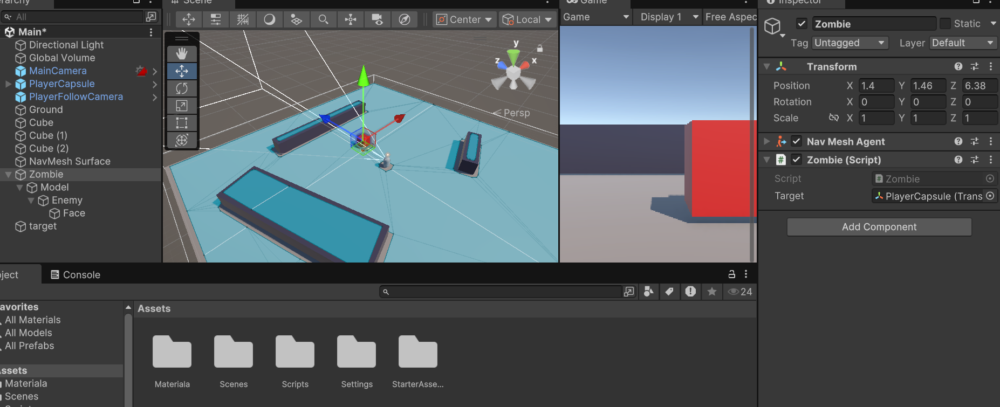 erarchy
All
Main*
Directional Light
Global Volume
MainCamera
PlayerCapsule
PlayerFollowCamera
Ground
Cube
Cube (1)
Cube (2)
NavMesh Surface
Zombie
Model
Enemy
Face
target
Scene
Center
Local
y
z
x
Persp
Game
Game
Display 1
Free Aspec
Inspector
Zombie
Static
Tag
Untagged
Layer
Default
Transform
Position X 1.4 Y 1.46 Z 6.38
Rotation X 0 Y 0 Z 0
Scale X 1 Y 1 Z 1
Nav Mesh Agent
Zombie (Script)
Script Zombie
Target PlayerCapsule (Trans
Add Component
oject
Console
24
avorites
All Materials
All Models
All Prefabs
Assets
Materiala
Scenes
Assets
Materiala
Scenes
Scripts
Settings
StarterAsse...